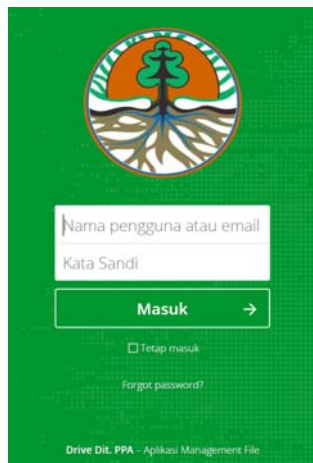 Nama pengguna atau email
Kata Sandi
Masuk
Tetap masuk
Forgot password?
Drive Dit. PPA – Aplikasi Management File